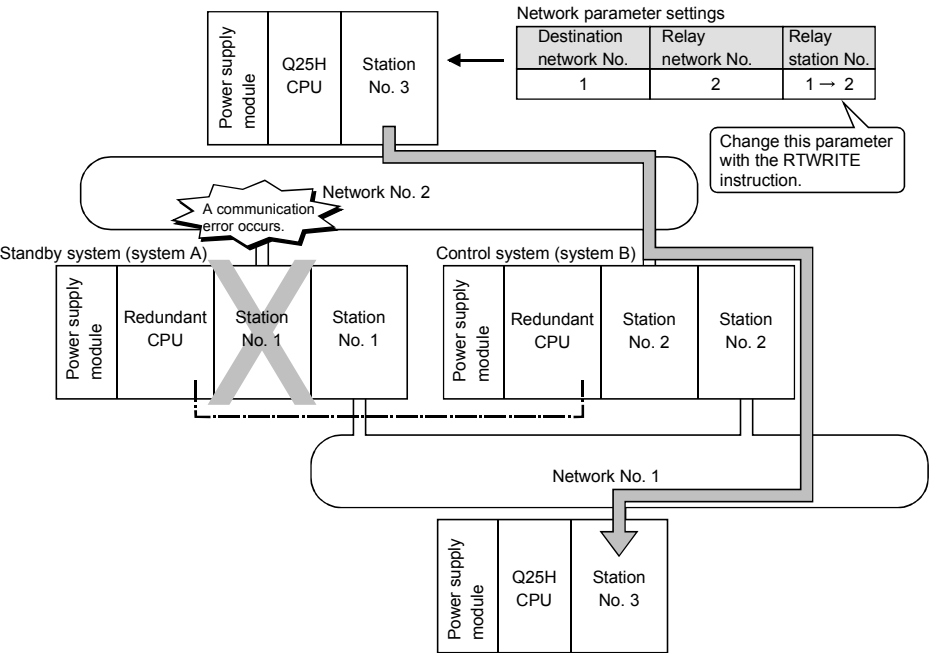 Network parameter settings
Destination
network No.
Relay
network No.
Relay
station No.
1
2
1 → 2
Change this parameter
with the RTWRITE
instruction.
Power supply
module
Q25H
CPU
Station
No. 3
Network No. 2
A communication
error occurs.
Standby system (system A)
Power supply
module
Redundant
CPU
Station
No. 1
Station
No. 1
Control system (system B)
Power supply
module
Redundant
CPU
Station
No. 2
Station
No. 2
Network No. 1
Power supply
module
Q25H
CPU
Station
No. 3